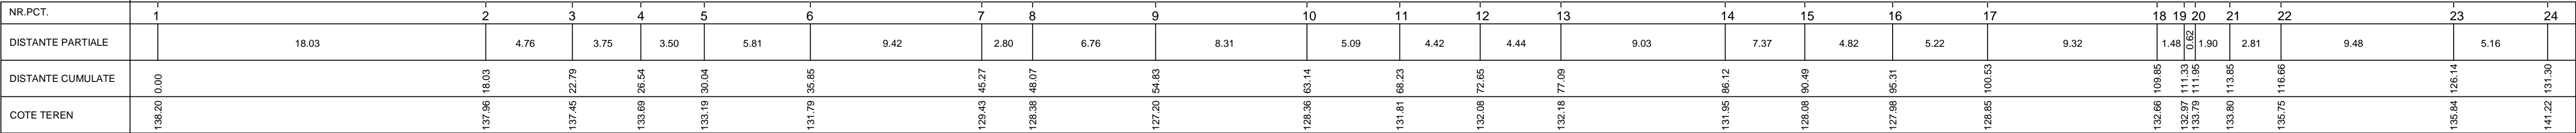 NR.PCT. 1 2 3 4 5 6 7 8 9 10 11 12 13 14 15 16 17 18 19 20 21 22 23 24
DISTANTE PARTIALE 18.03 4.76 3.75 3.50 5.81 9.42 2.80 6.76 8.31 5.09 4.42 4.44 9.03 7.37 4.82 5.22 9.32 1.48 0.62 1.90 2.81 9.48 5.16
DISTANTE CUMULATE 0.00 18.03 22.79 26.54 30.04 35.85 45.27 48.07 54.83 63.14 68.23 72.65 77.09 86.12 90.49 95.31 100.53 109.85 111.33 111.95 113.85 116.66 126.14 131.30
COTE TEREN 138.20 137.96 137.45 133.69 133.19 131.79 129.43 128.38 127.20 128.36 131.81 132.08 132.18 131.95 128.08 127.98 128.85 132.66 132.97 133.79 133.80 135.75 135.84 141.22